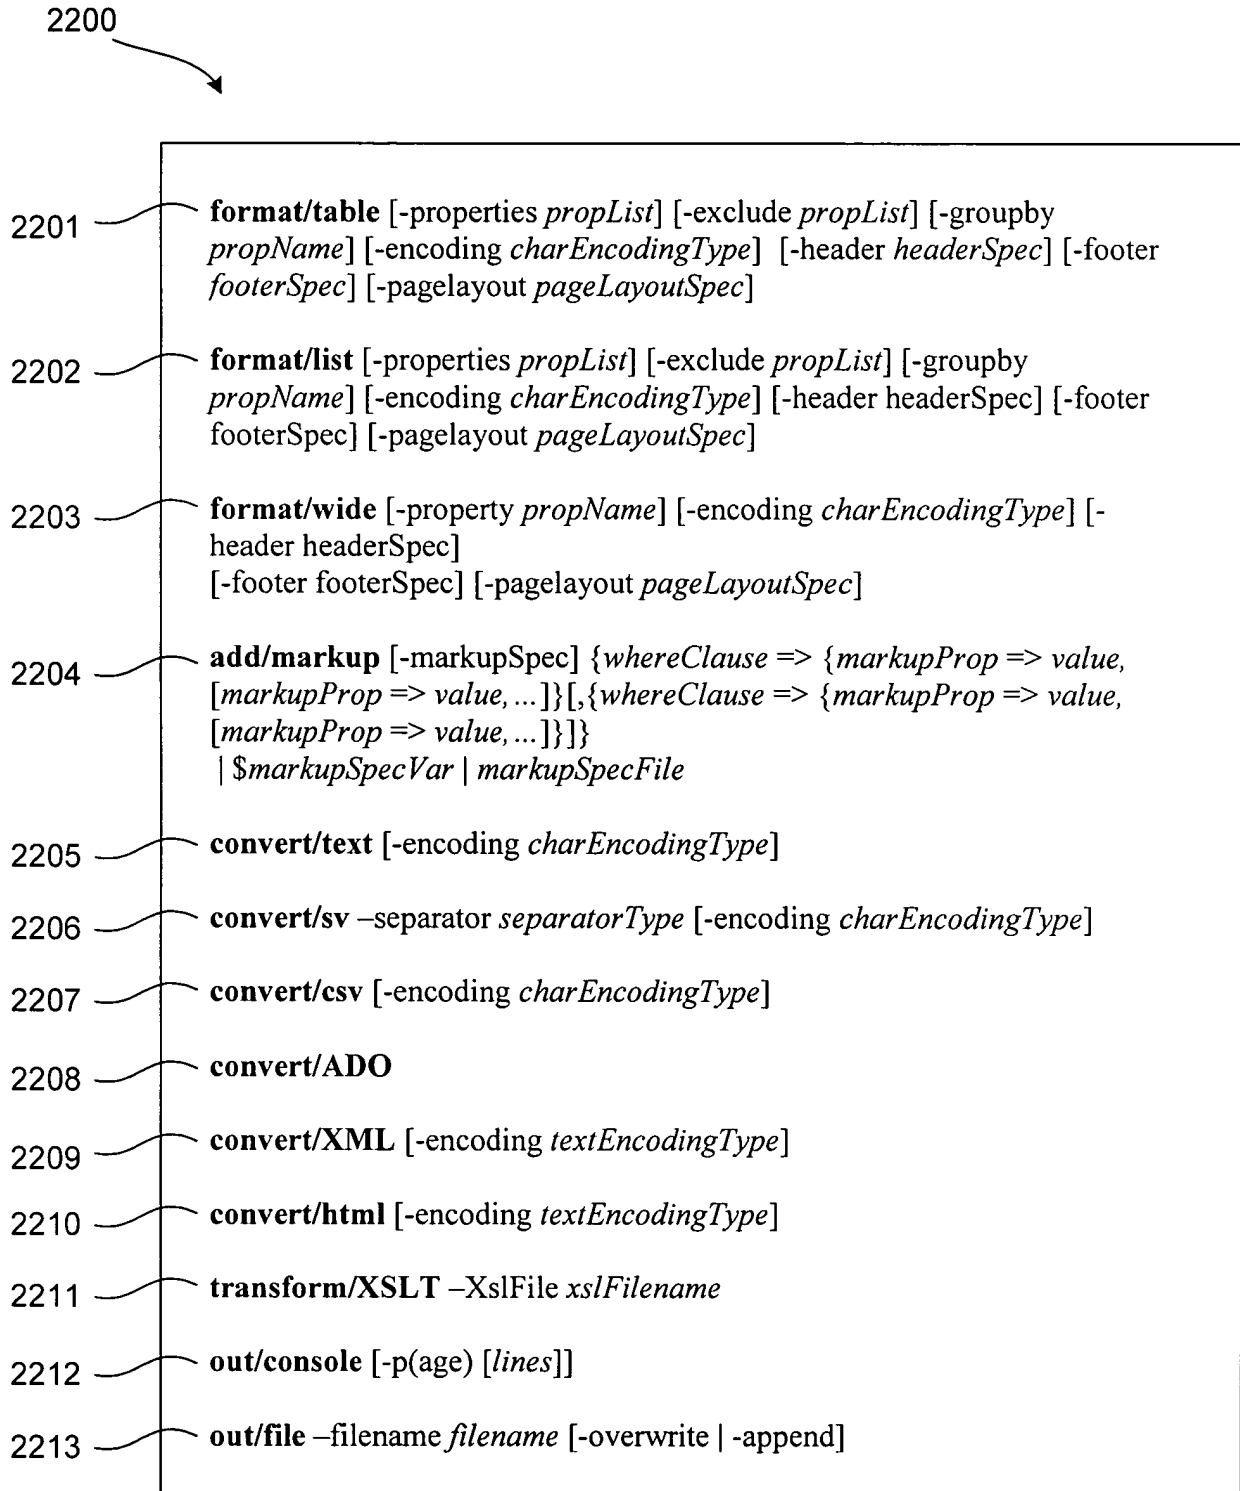 2200
2201 format/table [-properties propList] [-exclude propList] [-groupby
propName] [-encoding charEncodingType] [-header headerSpec] [-footer
footerSpec] [-pagelayout pageLayoutSpec]
2202 format/list [-properties propList] [-exclude propList] [-groupby
propName] [-encoding charEncodingType] [-header headerSpec] [-footer
footerSpec] [-pagelayout pageLayoutSpec]
2203 format/wide [-property propName] [-encoding charEncodingType] [-
header headerSpec]
[-footer footerSpec] [-pagelayout pageLayoutSpec]
2204 add/markup [-markupSpec] {whereClause => {markupProp => value,
[markupProp => value, ...]}[,{whereClause => {markupProp => value,
[markupProp => value, ...]}]}
| $markupSpecVar | markupSpecFile
2205 convert/text [-encoding charEncodingType]
2206 convert/sv –separator separatorType [-encoding charEncodingType]
2207 convert/csv [-encoding charEncodingType]
2208 convert/ADO
2209 convert/XML [-encoding textEncodingType]
2210 convert/html [-encoding textEncodingType]
2211 transform/XSLT –XslFile xslFilename
2212 out/console [-p(age) [lines]]
2213 out/file –filename filename [-overwrite | -append]